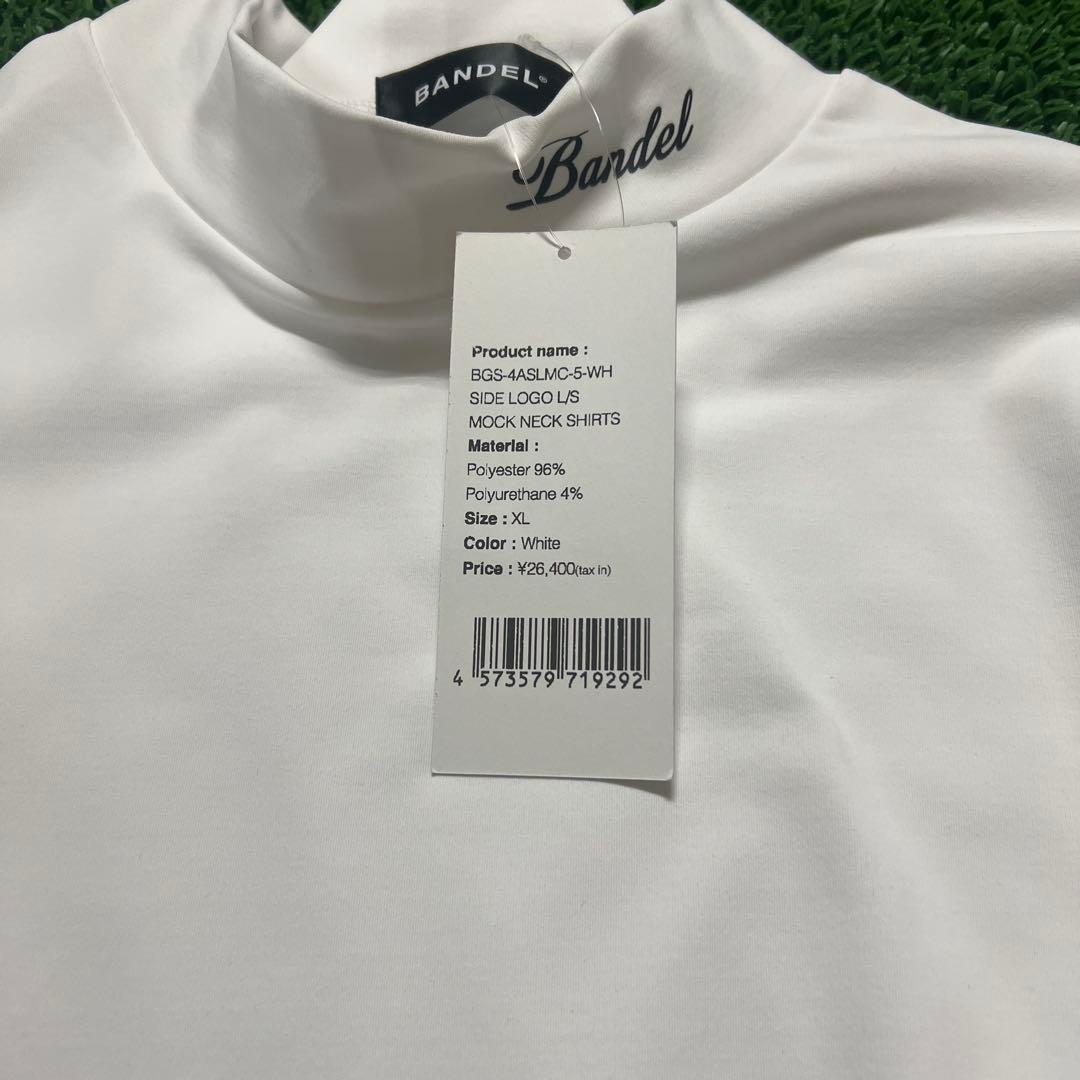 BANDEL®
Bandel
Product name :
BGS-4ASLMC-5-WH
SIDE LOGO L/S
MOCK NECK SHIRTS
Material :
Polyester 96%
Polyurethane 4%
Size : XL
Color : White
Price : ¥26,400(tax in)
4 573579 719292